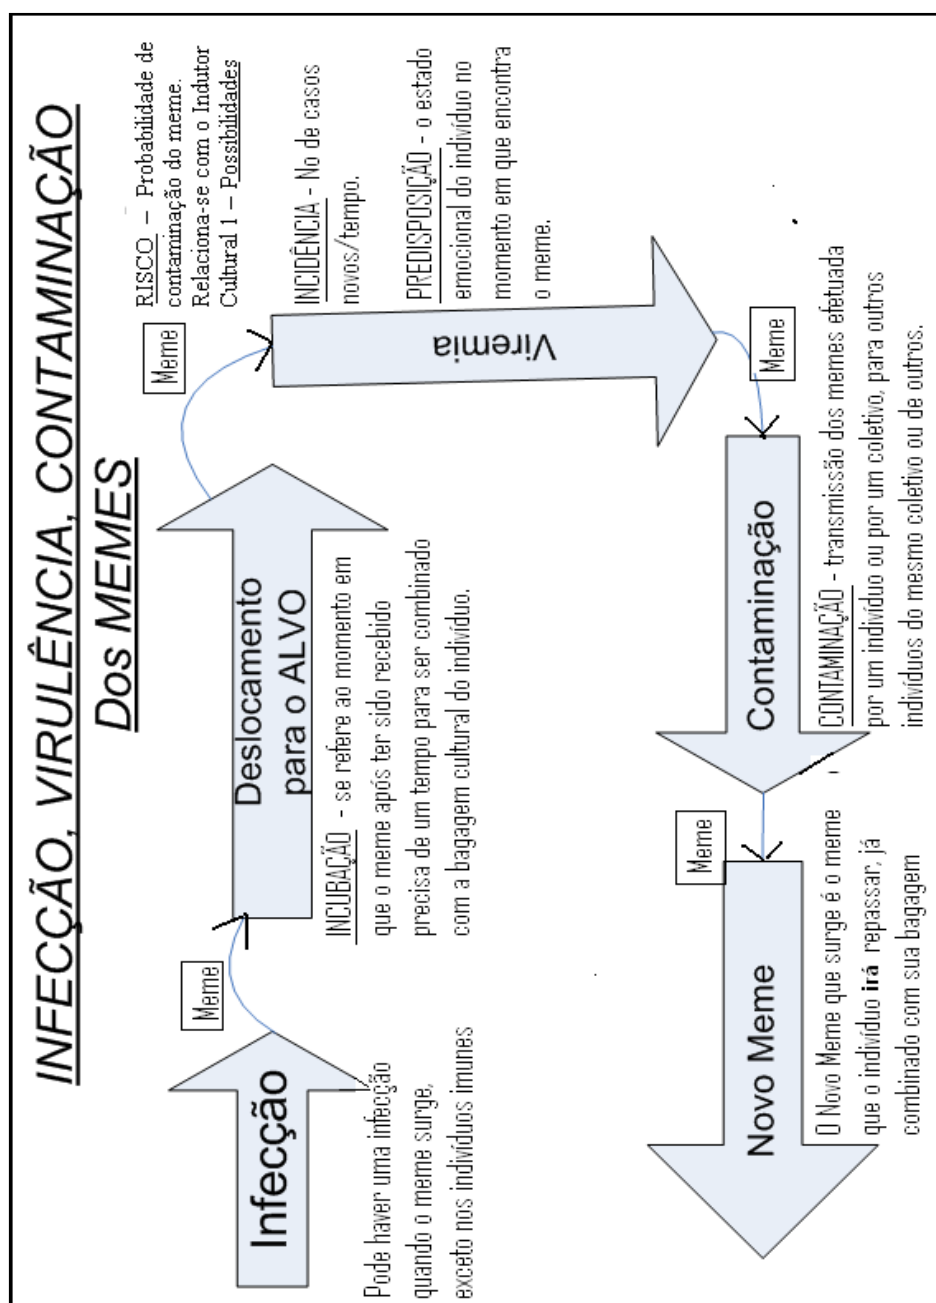 INFECÇÃO, VIRULÊNCIA, CONTAMINAÇÃO
Dos MEMES
Infecção
Pode haver uma infecção
quando o meme surge,
exceto nos indivíduos imunes
Meme
Deslocamento
para o ALVO
INCUBAÇÃO - se refere ao momento em
que o meme após ter sido recebido
precisa de um tempo para ser combinado
com a bagagem cultural do indivíduo.
Meme
RISCO – Probabilidade de
contaminação do meme.
Relaciona-se com o Indutor
Cultural 1 – Possibilidades
INCIDÊNCIA - No de casos
novos/tempo.
PREDISPOSIÇÃO - o estado
emocional do indivíduo no
momento em que encontra
o meme.
Viremia
Meme
Contaminação
CONTAMINAÇÃO - transmissão dos memes efetuada
por um indivíduo ou por um coletivo, para outros
indivíduos do mesmo coletivo ou de outros.
Meme
Novo Meme
O Novo Meme que surge é o meme
que o indivíduo irá repassar, já
combinado com sua bagagem